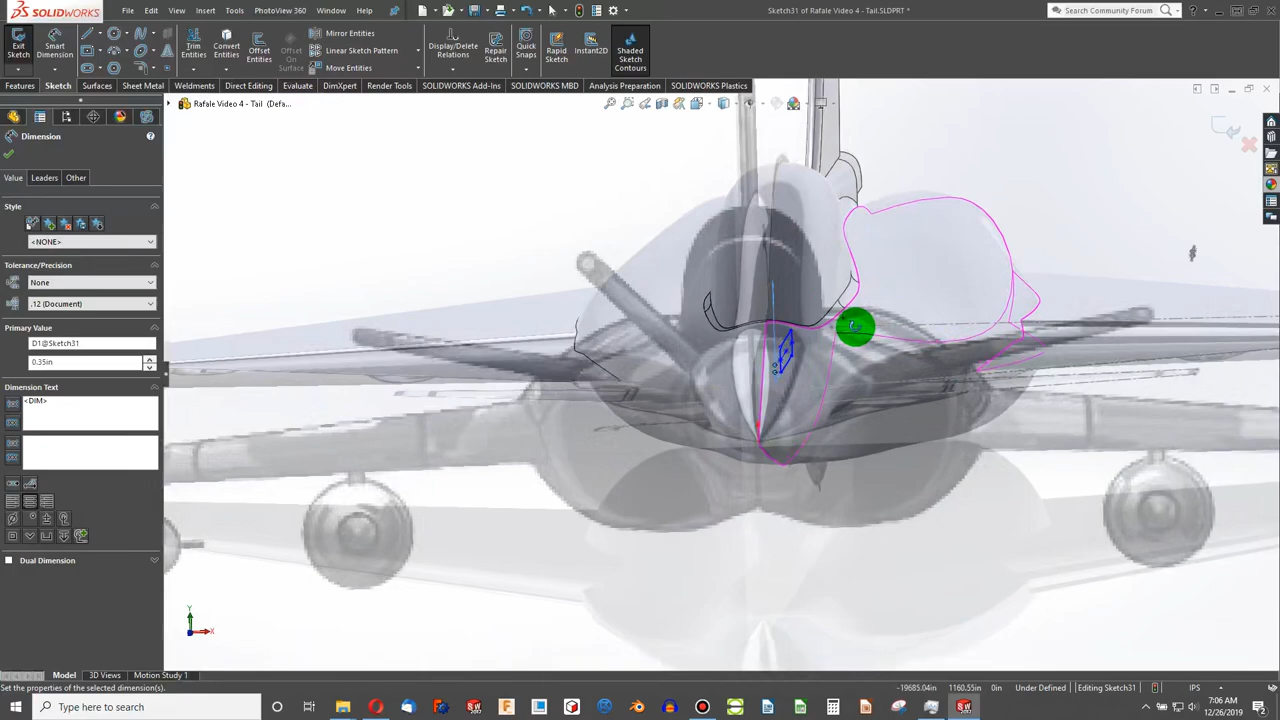 SOLIDWORKS File Edit View Insert Tools PhotoView 360 Window Help Sketch31 of Rafale Video 4 - Tail.SLDPRT * Search Community Forum
Exit Sketch
Smart Dimension
Trim Entities
Convert Entities
Offset Entities
Offset On Surface
Mirror Entities
Linear Sketch Pattern
Move Entities
Display/Delete Relations
Repair Sketch
Quick Snaps
Rapid Sketch
Instant2D
Shaded Sketch Contours
Features Sketch Surfaces Sheet Metal Weldments Direct Editing Evaluate DimXpert Render Tools SOLIDWORKS Add-Ins SOLIDWORKS MBD Analysis Preparation SOLIDWORKS Plastics
Rafale Video 4 - Tail (Defa...
Dimension
Value Leaders Other
Style
<NONE>
Tolerance/Precision
None
.12 (Document)
Primary Value
D1@Sketch31
0.35in
Dimension Text
<DIM>
Dual Dimension
Y
X
Model 3D Views Motion Study 1
Set the properties of the selected dimension(s). -19685.04in 1160.55in 0in Under Defined Editing Sketch31 IPS
Type here to search
7:06 AM
12/26/2019